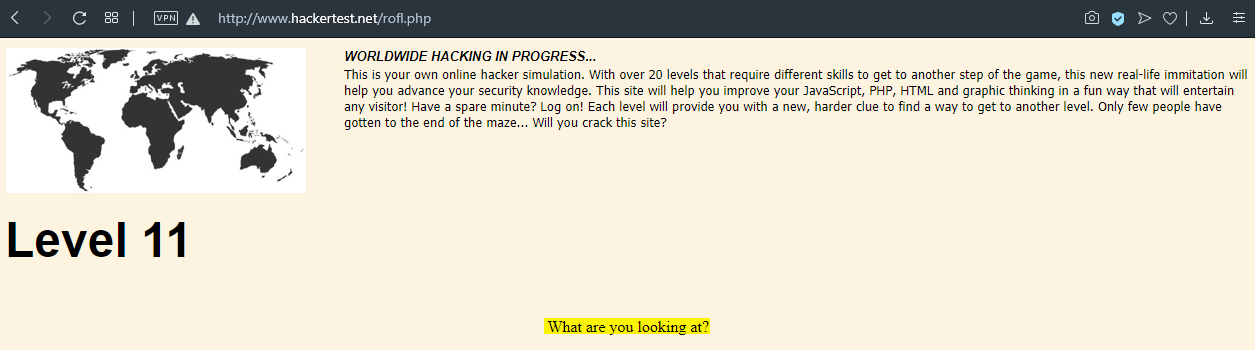 VPN http://www.hackertest.net/rofl.php
WORLDWIDE HACKING IN PROGRESS...
This is your own online hacker simulation. With over 20 levels that require different skills to get to another step of the game, this new real-life immitation will
help you advance your security knowledge. This site will help you improve your JavaScript, PHP, HTML and graphic thinking in a fun way that will entertain
any visitor! Have a spare minute? Log on! Each level will provide you with a new, harder clue to find a way to get to another level. Only few people have
gotten to the end of the maze... Will you crack this site?
Level 11
What are you looking at?